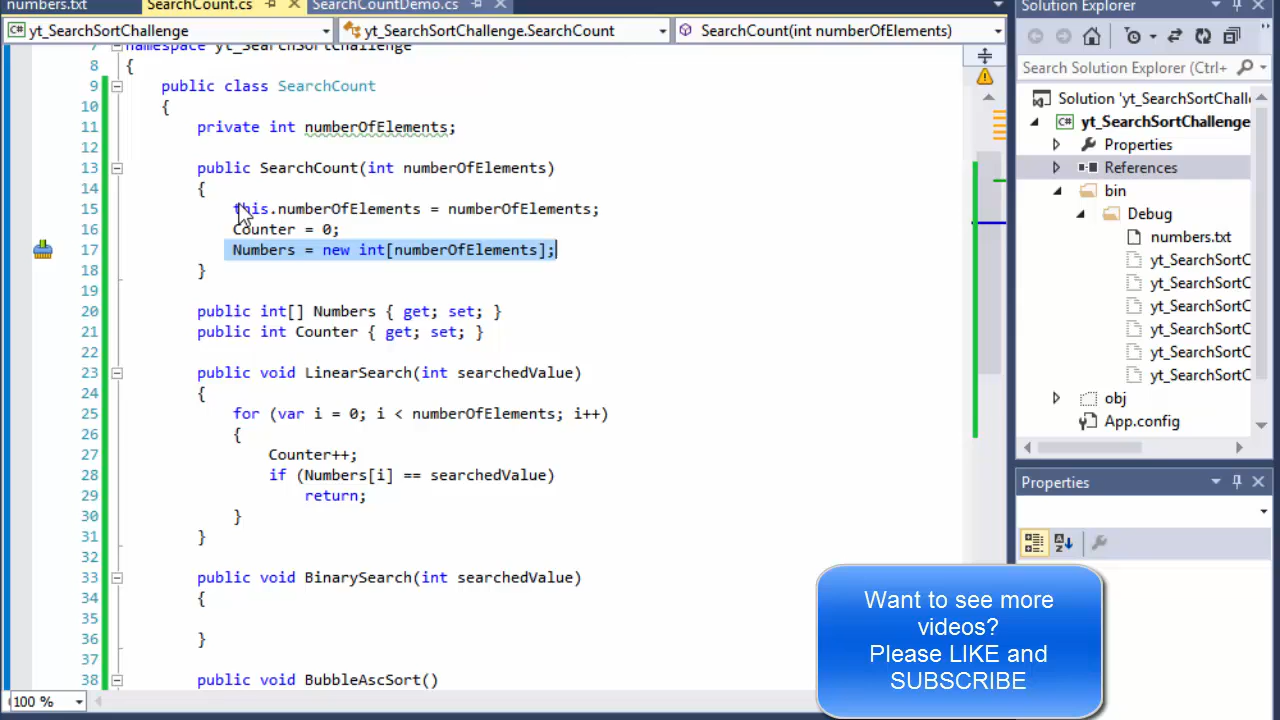 numbers.txt SearchCount.cs SearchCountDemo.cs
yt_SearchSortChallenge yt_SearchSortChallenge.SearchCount SearchCount(int numberOfElements)
7 namespace yt_SearchSortChallenge
8 {
9 public class SearchCount
10 {
11 private int numberOfElements;
12
13 public SearchCount(int numberOfElements)
14 {
15 this.numberOfElements = numberOfElements;
16 Counter = 0;
17 Numbers = new int[numberOfElements];
18 }
19
20 public int[] Numbers { get; set; }
21 public int Counter { get; set; }
22
23 public void LinearSearch(int searchedValue)
24 {
25 for (var i = 0; i < numberOfElements; i++)
26 {
27 Counter++;
28 if (Numbers[i] == searchedValue)
29 return;
30 }
31 }
32
33 public void BinarySearch(int searchedValue)
34 {
35
36 }
37
38 public void BubbleAscSort()
100 %
Solution Explorer
Search Solution Explorer (Ctrl+
Solution 'yt_SearchSortChall
yt_SearchSortChallenge
Properties
References
bin
Debug
numbers.txt
yt_SearchSortC
yt_SearchSortC
yt_SearchSortC
yt_SearchSortC
yt_SearchSortC
yt_SearchSortC
obj
App.config
Properties
Want to see more
videos?
Please LIKE and
SUBSCRIBE